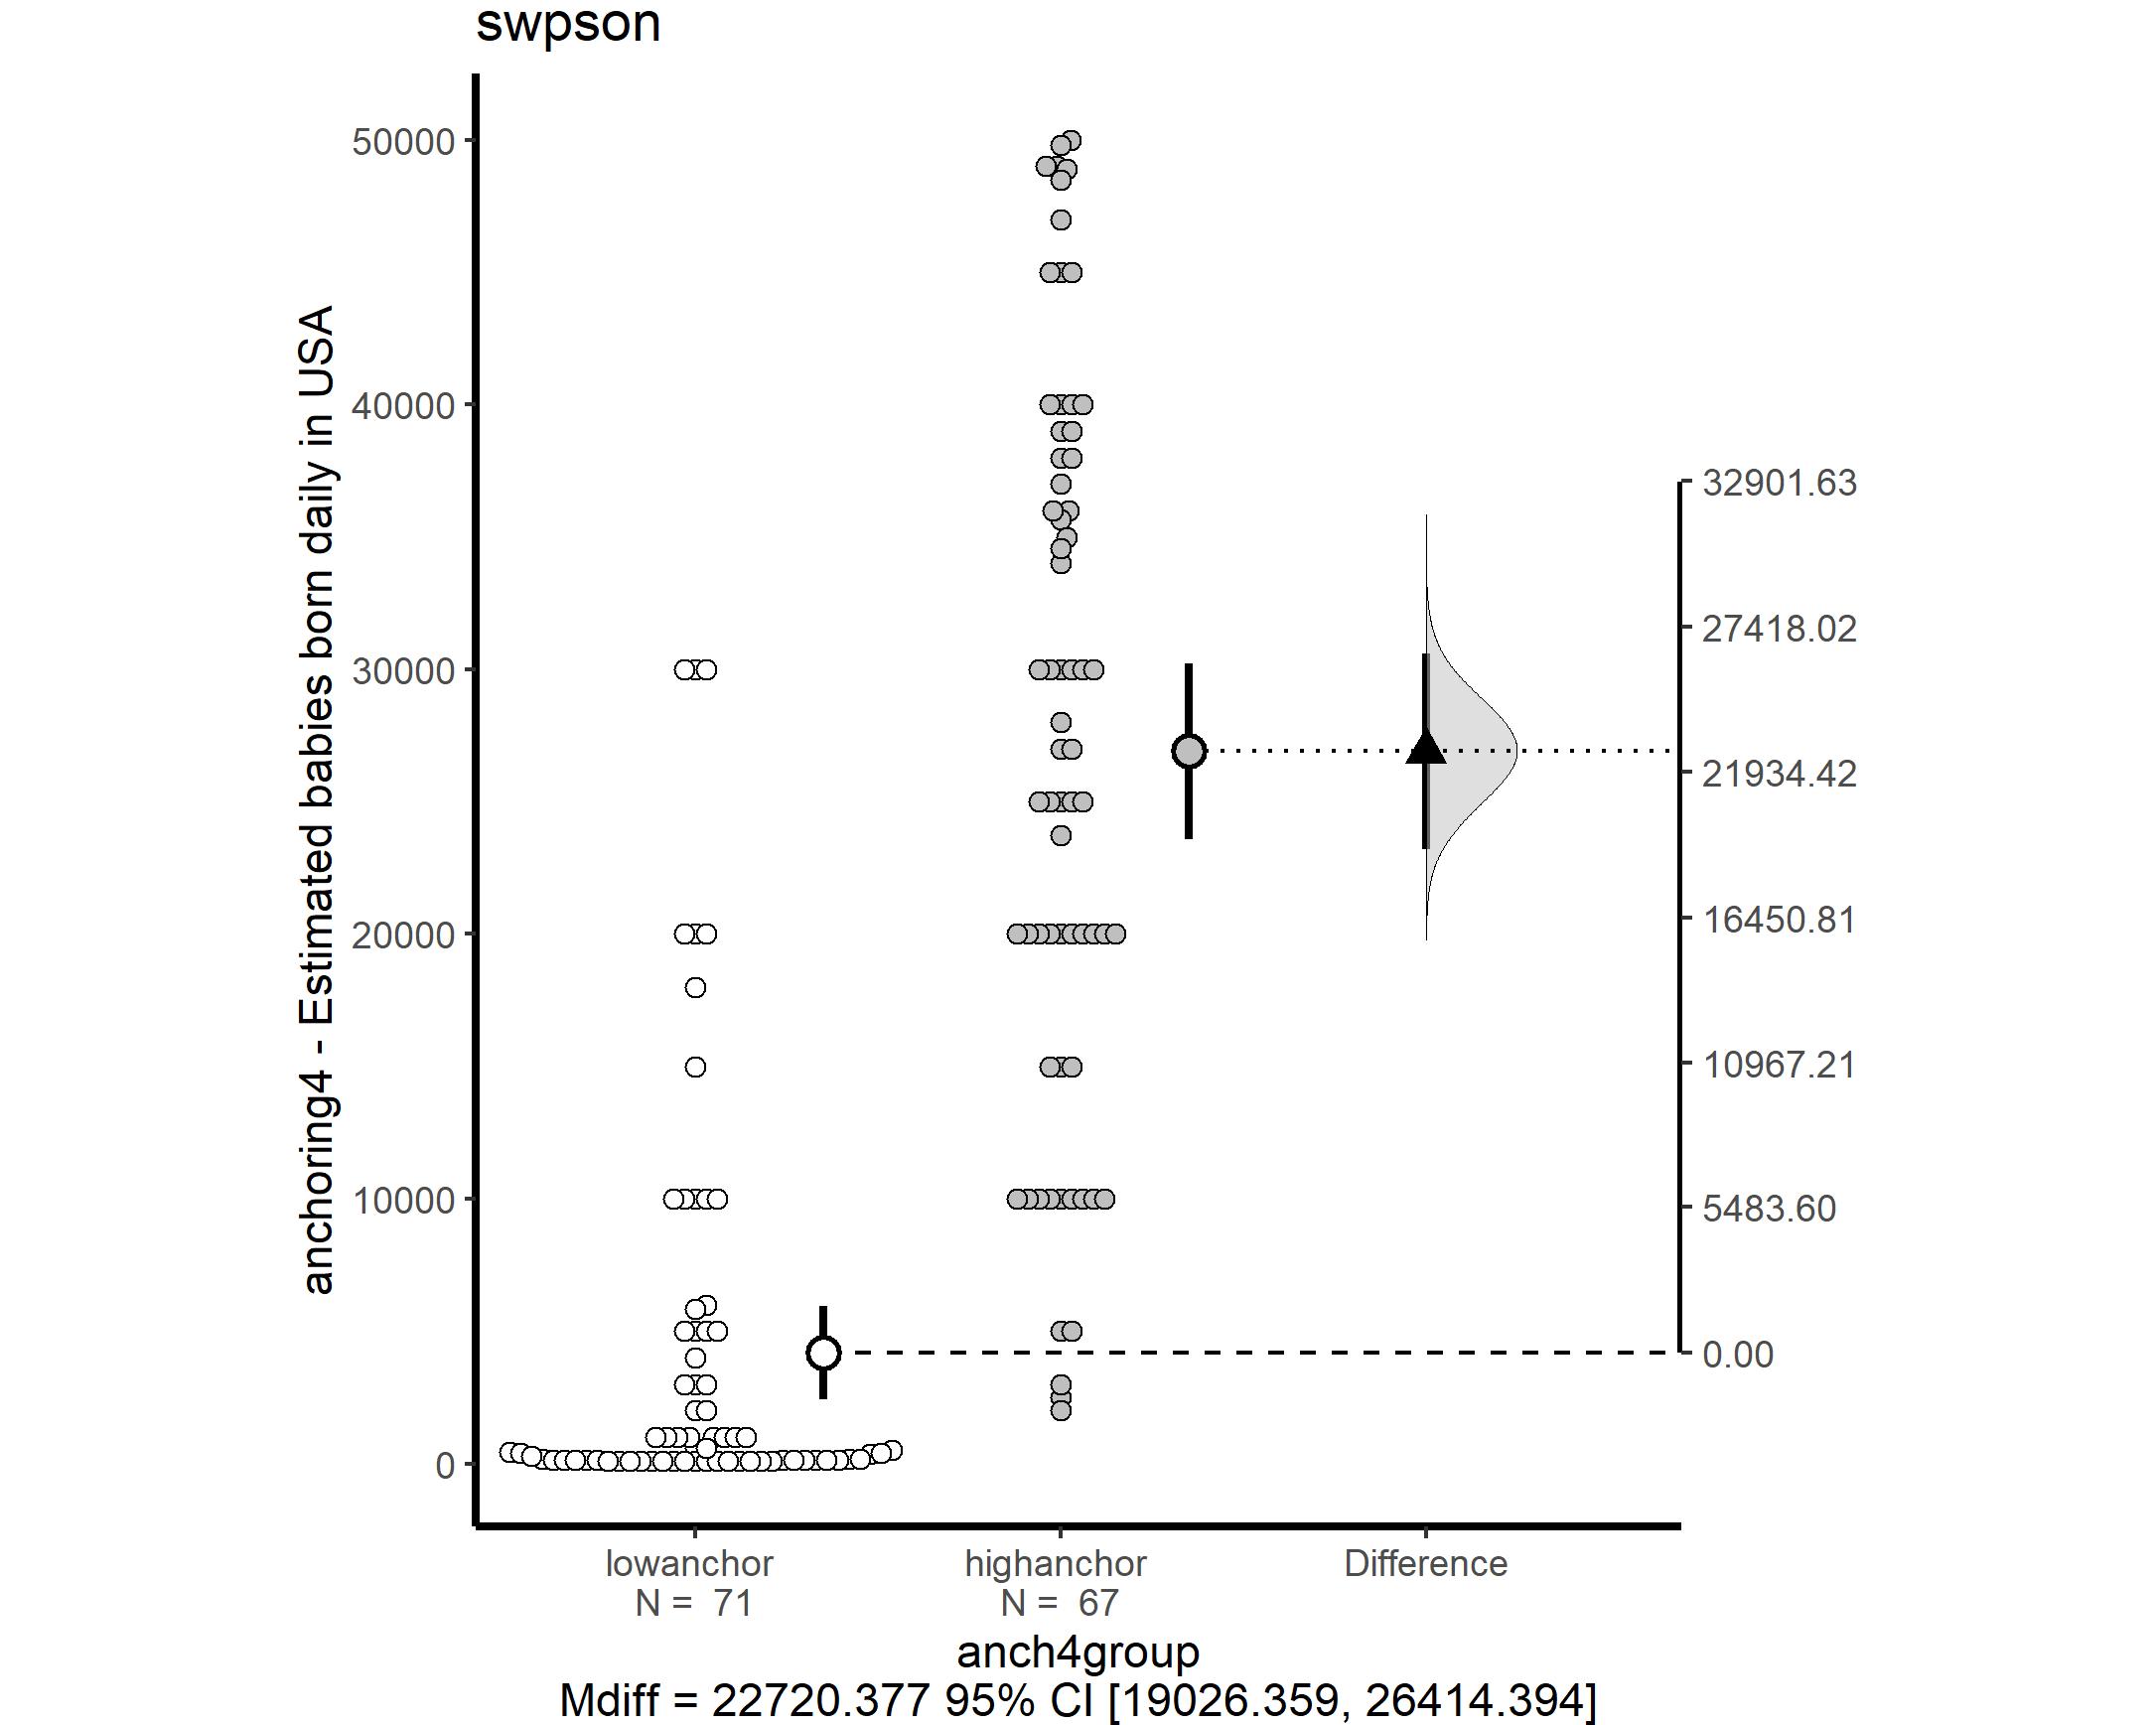 swpson
anchoring4 - Estimated babies born daily in USA
50000
40000
30000
20000
10000
0
32901.63
27418.02
21934.42
16450.81
10967.21
5483.60
0.00
lowanchor
N = 71
highanchor
N = 67
Difference
anch4group
Mdiff = 22720.377 95% CI [19026.359, 26414.394]